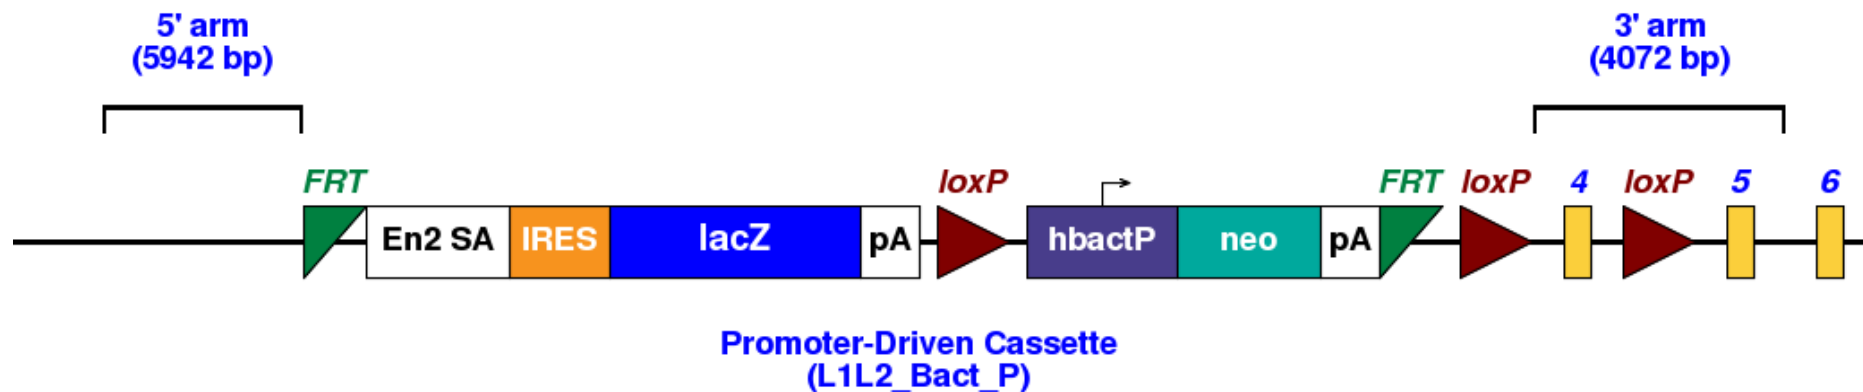 5' arm
(5942 bp)
3' arm
(4072 bp)
FRT
loxP
FRT
loxP
4
loxP
5
6
En2 SA
IRES
lacZ
pA
hbactP
neo
pA
Promoter-Driven Cassette
(L1L2_Bact_P)